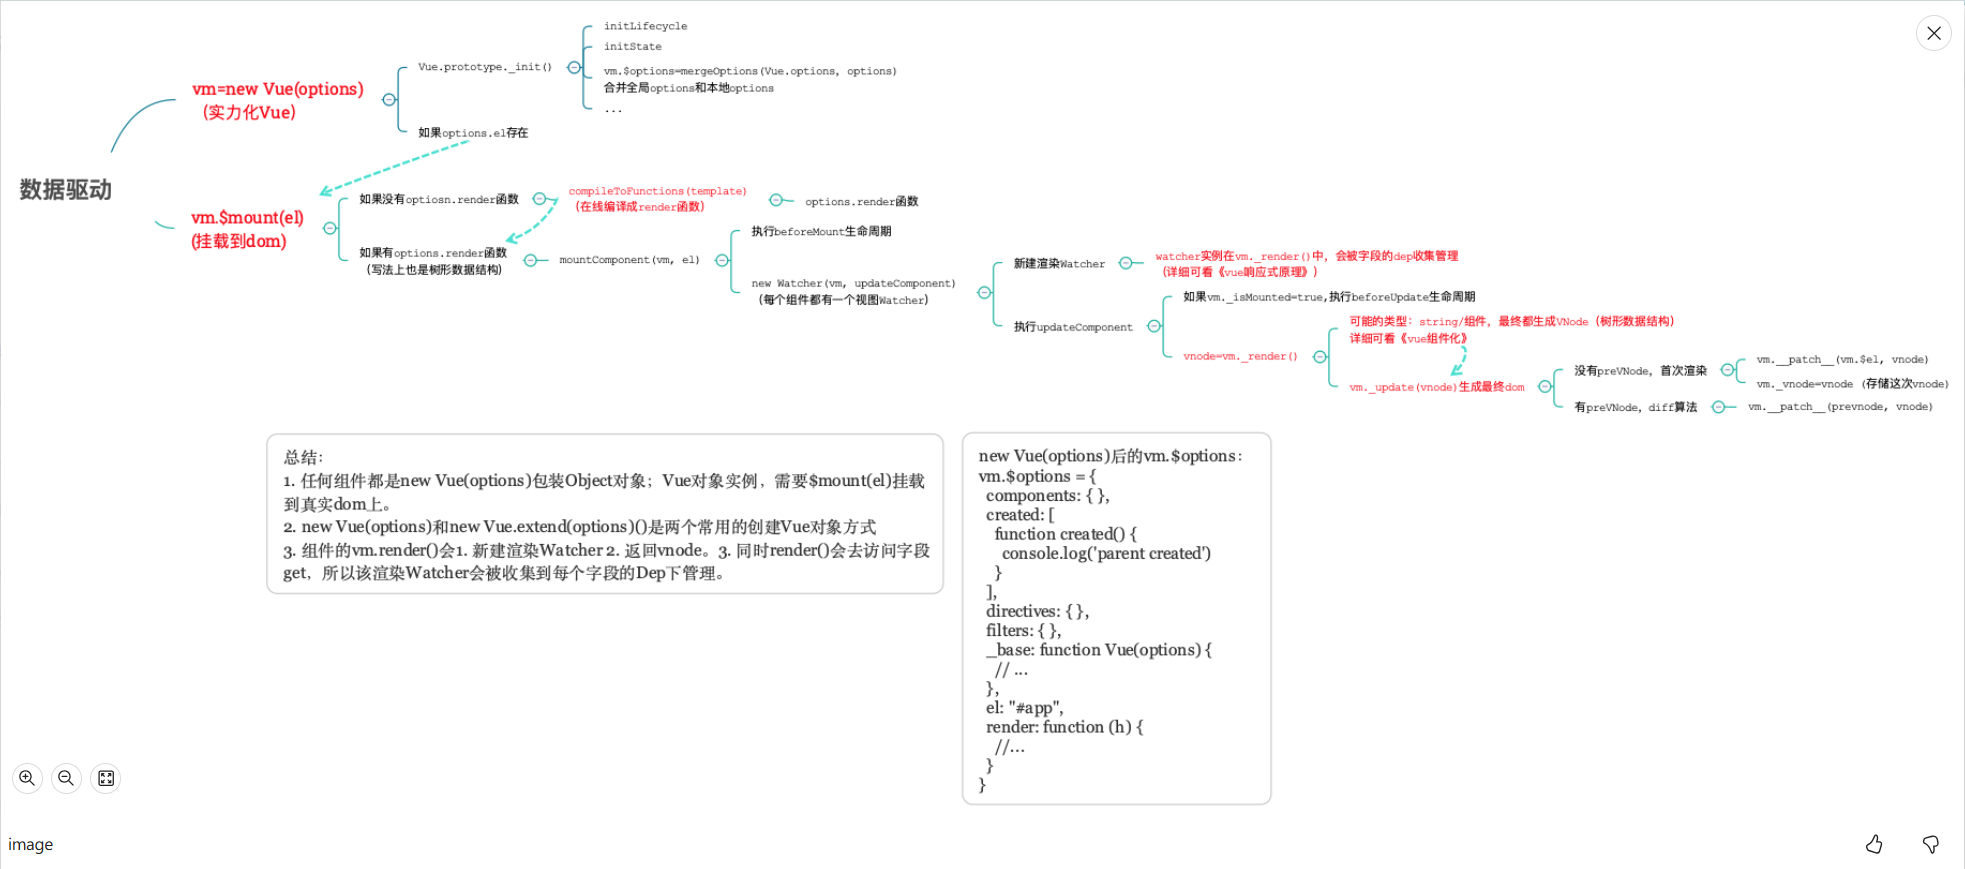 数据驱动
vm=new Vue(options)
（实力化Vue）
Vue.prototype._init()
initLifecycle
initState
vm.$options=mergeOptions(Vue.options, options)
合并全局options和本地options
...
如果options.el存在
vm.$mount(el)
(挂载到dom)
如果没有optiosn.render函数
compileToFunctions(template)
（在线编译成render函数）
options.render函数
如果有options.render函数
（写法上也是树形数据结构）
mountComponent(vm, el)
执行beforeMount生命周期
new Watcher(vm, updateComponent)
（每个组件都有一个视图Watcher）
新建渲染Watcher
watcher实例在vm._render()中，会被字段的dep收集管理
（详细可看《vue响应式原理》）
执行updateComponent
如果vm._isMounted=true,执行beforeUpdate生命周期
vnode=vm._render()
可能的类型：string/组件，最终都生成VNode（树形数据结构）
详细可看《vue组件化》
vm._update(vnode)生成最终dom
没有preVNode，首次渲染
vm.__patch__(vm.$el, vnode)
vm._vnode=vnode (存储这次vnode)
有preVNode，diff算法
vm.__patch__(prevnode, vnode)
总结：
1. 任何组件都是new Vue(options)包装Object对象；Vue对象实例，需要$mount(el)挂载
到真实dom上。
2. new Vue(options)和new Vue.extend(options)()是两个常用的创建Vue对象方式
3. 组件的vm.render()会1. 新建渲染Watcher 2. 返回vnode。3. 同时render()会去访问字段
get，所以该渲染Watcher会被收集到每个字段的Dep下管理。
new Vue(options)后的vm.$options：
vm.$options = {
components: { },
created: [
function created() {
console.log('parent created')
}
],
directives: { },
filters: { },
_base: function Vue(options) {
// ...
},
el: "#app",
render: function (h) {
//...
}
}
image